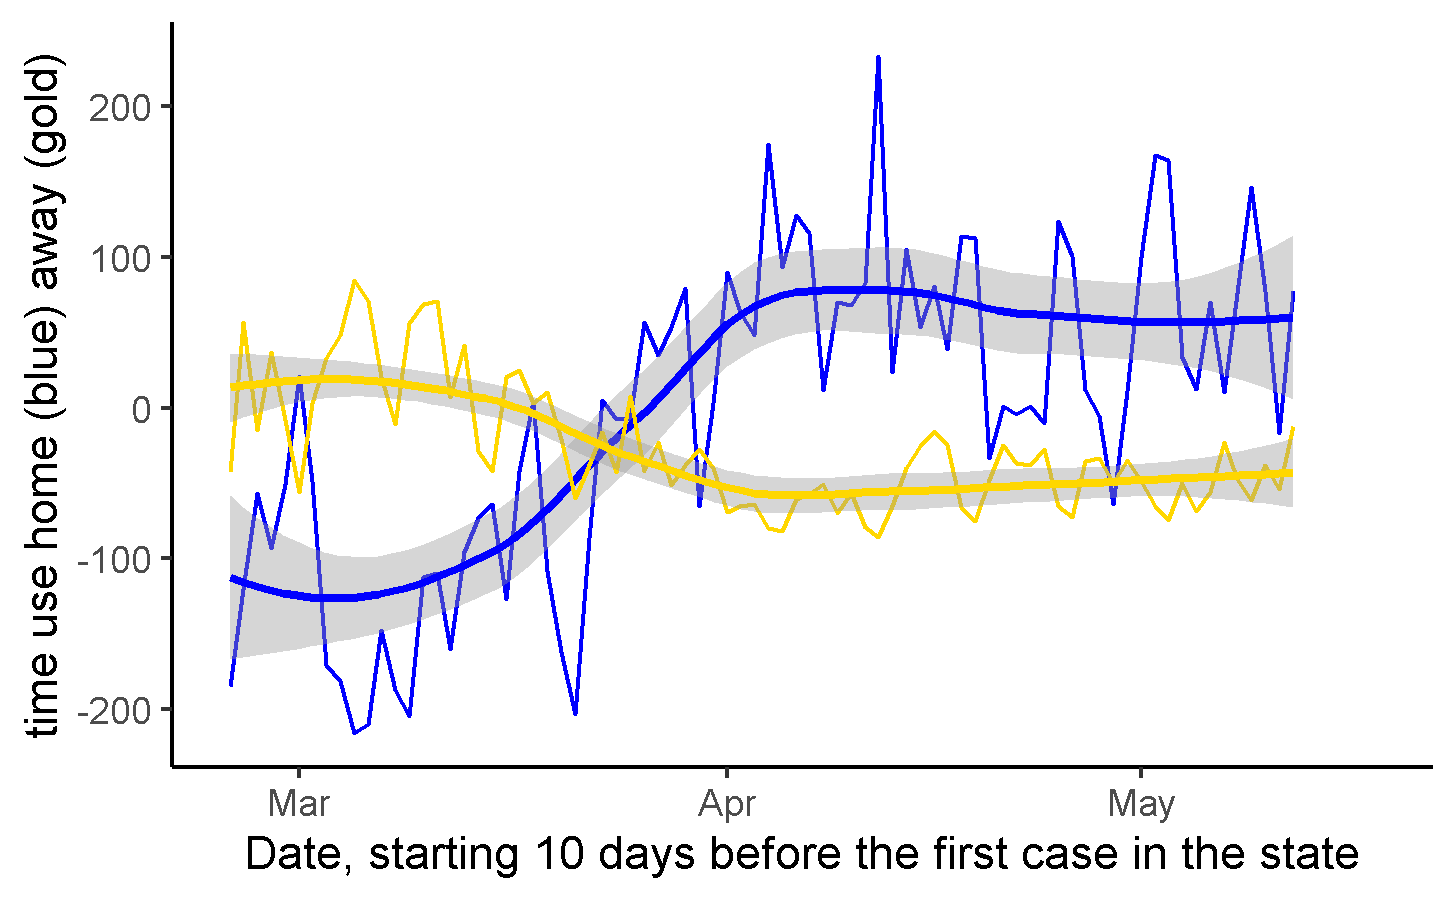 time use home (blue) away (gold)
200
100
0
-100
-200
Mar
Apr
May
Date, starting 10 days before the first case in the state